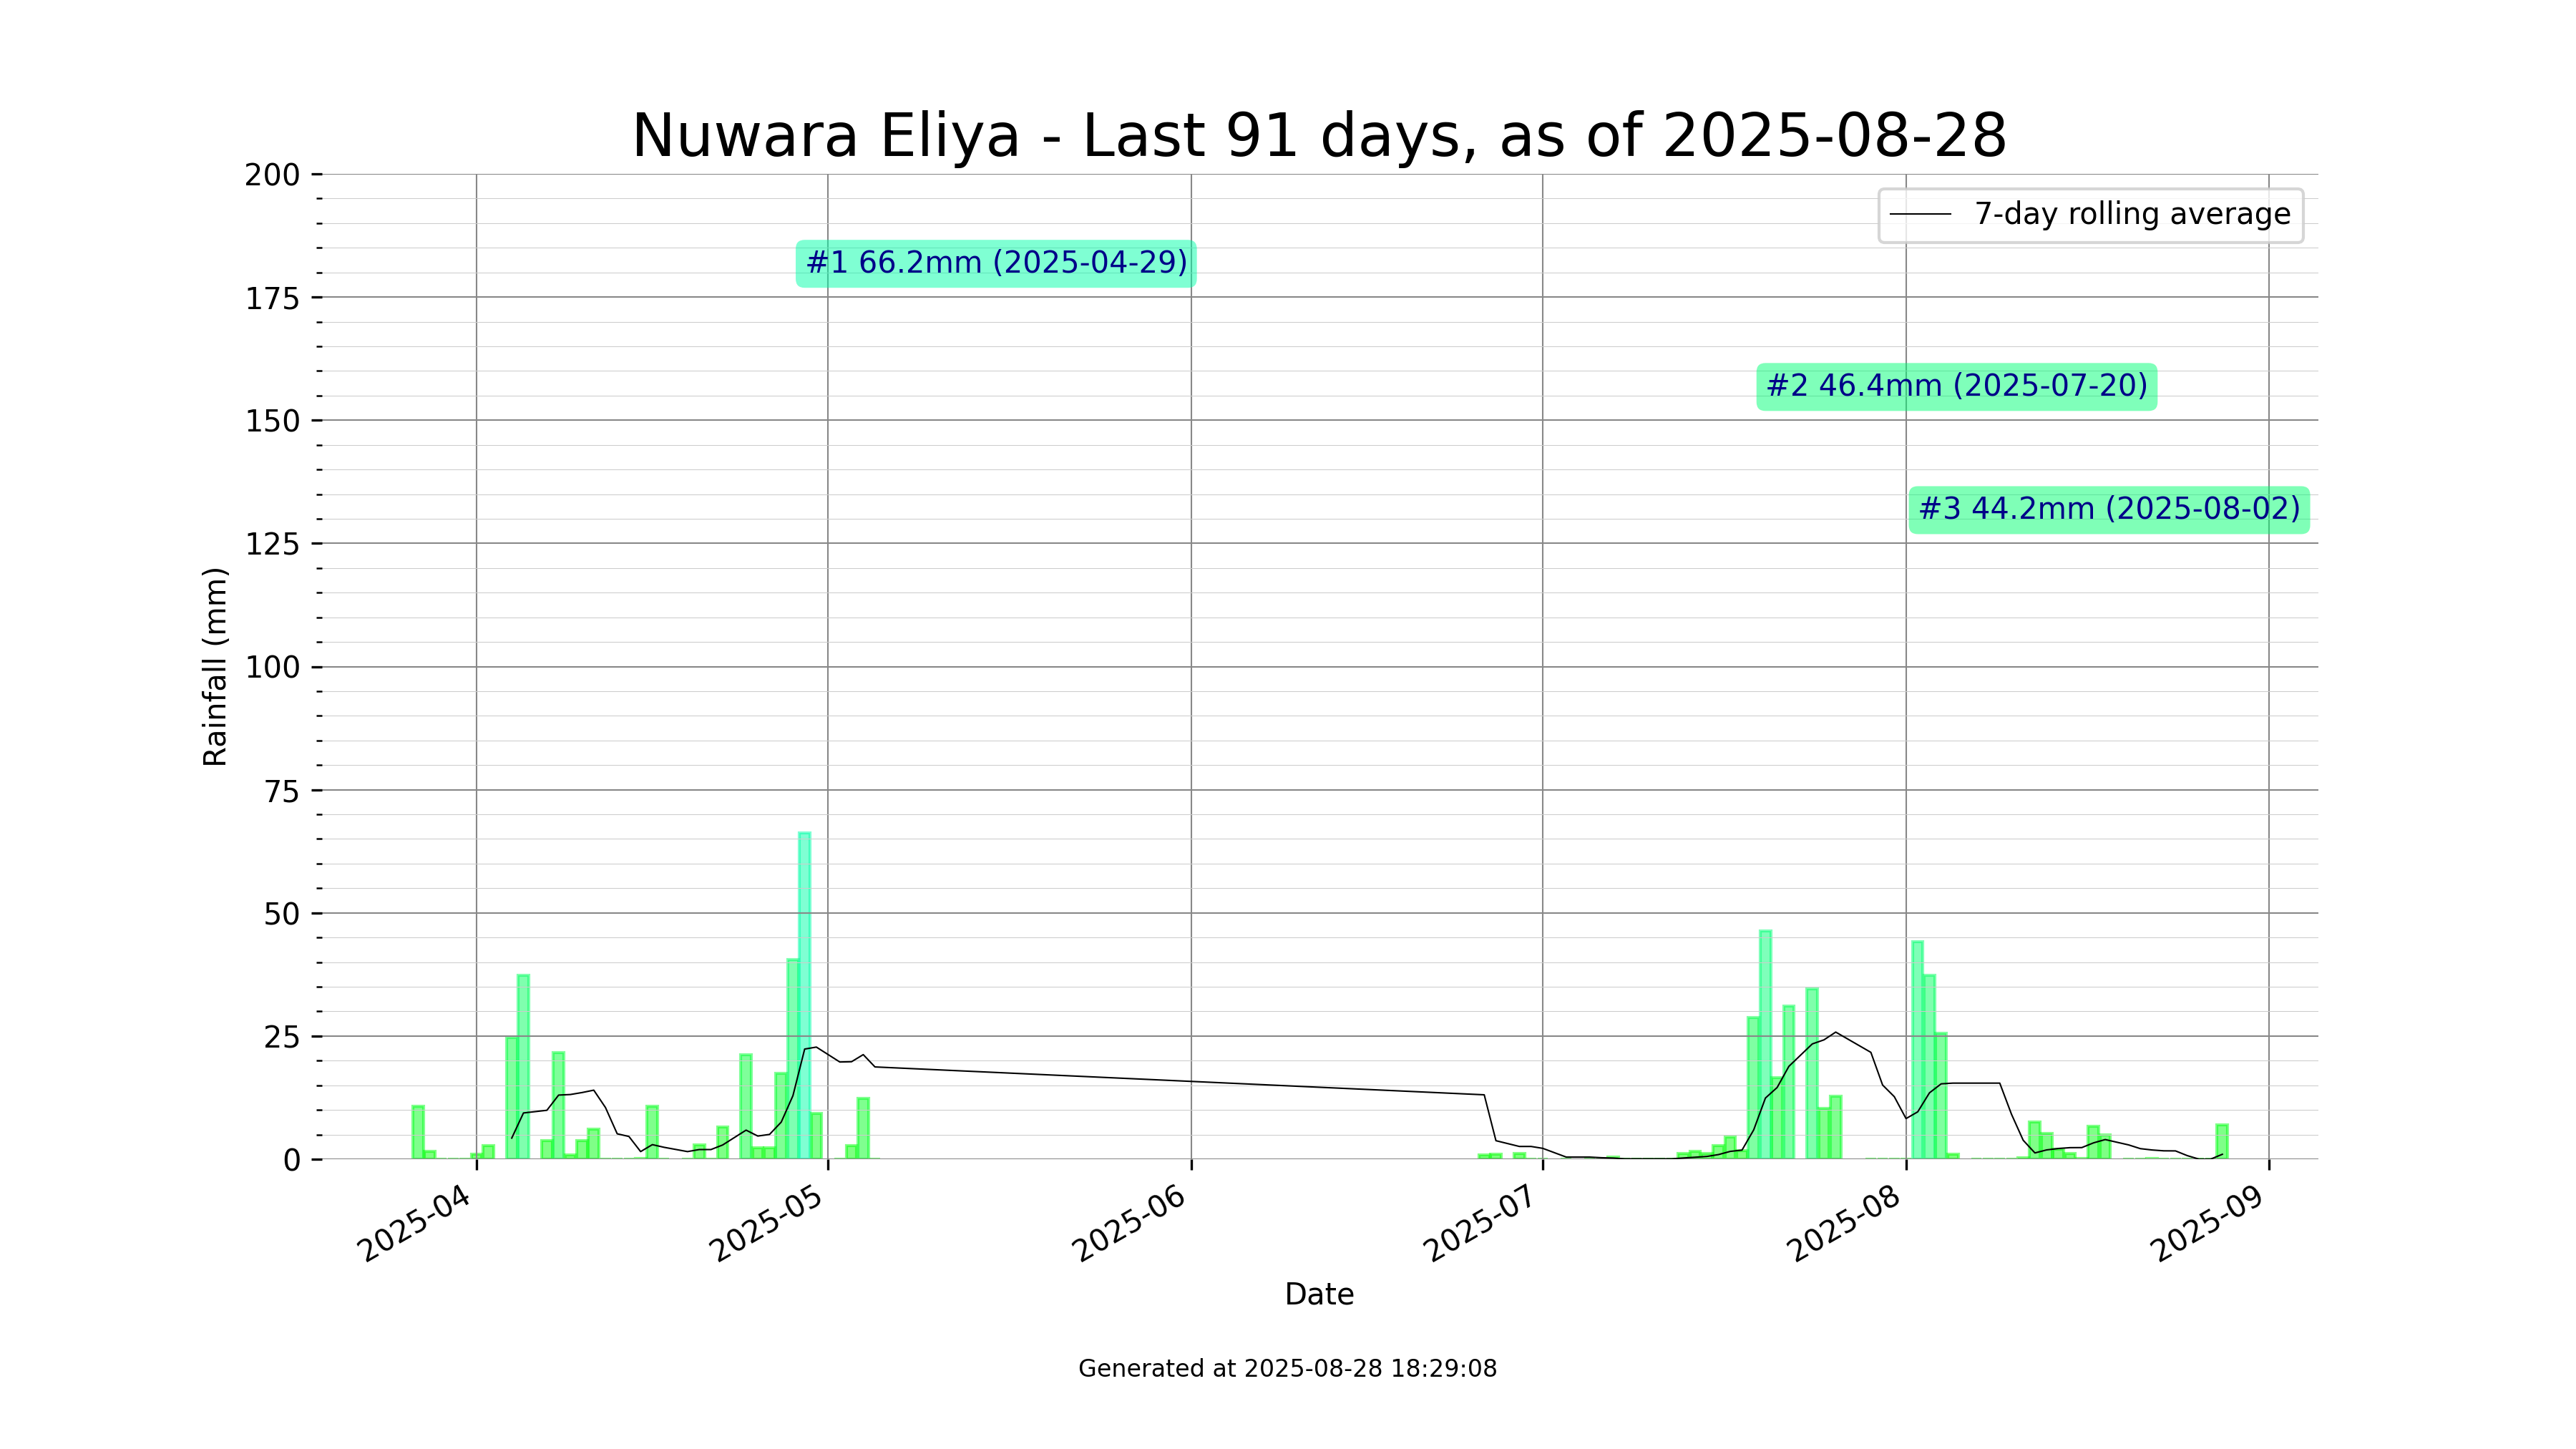 Nuwara Eliya - Last 91 days, as of 2025-08-28
200
175
150
125
100
75
50
25
0
Rainfall (mm)
7-day rolling average
#1 66.2mm (2025-04-29)
#2 46.4mm (2025-07-20)
#3 44.2mm (2025-08-02)
2025-04
2025-05
2025-06
2025-07
2025-08
2025-09
Date
Generated at 2025-08-28 18:29:08